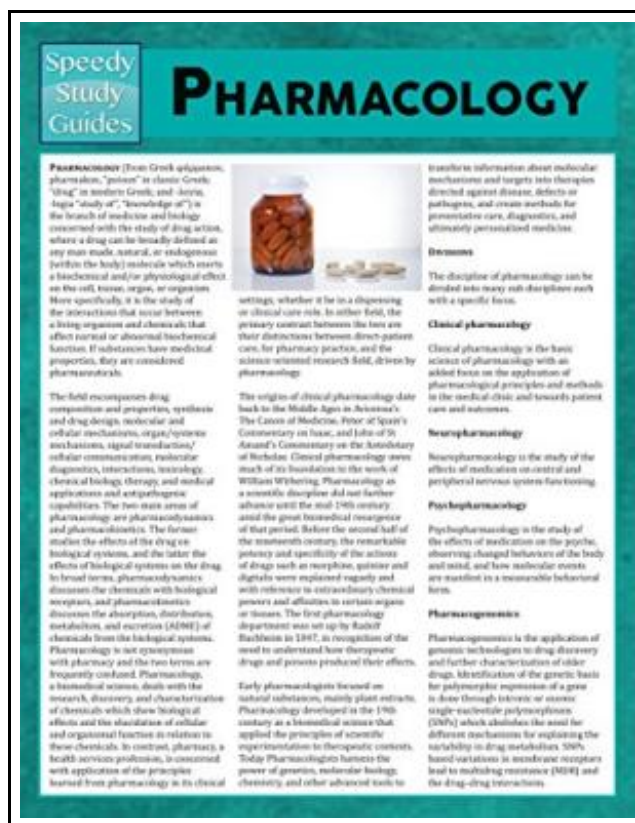 Speedy
Study
Guides
PHARMACOLOGY
PHARMACOLOGY (from Greek φάρμακον,
pharmakon, "poison" in classic Greek;
"drug" in modern Greek; and -λογία,
-logia "study of", "knowledge of") is
the branch of medicine and biology
concerned with the study of drug action,
where a drug can be broadly defined as
any man-made, natural, or endogenous
(within the body) molecule which exerts
a biochemical and/or physiological effect
on the cell, tissue, organ, or organism.
More specifically, it is the study of
the interactions that occur between
a living organism and chemicals that
affect normal or abnormal biochemical
function. If substances have medicinal
properties, they are considered
pharmaceuticals.
The field encompasses drug
composition and properties, synthesis
and drug design, molecular and
cellular mechanisms, organ/systems
mechanisms, signal transduction/
cellular communication, molecular
diagnostics, interactions, toxicology,
chemical biology, therapy, and medical
applications and antipathogenic
capabilities. The two main areas of
pharmacology are pharmacodynamics
and pharmacokinetics. The former
studies the effects of the drug on
biological systems, and the latter the
effects of biological systems on the drug.
In broad terms, pharmacodynamics
discusses the chemicals with biological
receptors, and pharmacokinetics
discusses the absorption, distribution,
metabolism, and excretion (ADME) of
chemicals from the biological systems.
Pharmacology is not synonymous
with pharmacy and the two terms are
frequently confused. Pharmacology,
a biomedical science, deals with the
research, discovery, and characterization
of chemicals which show biological
effects and the elucidation of cellular
and organismal function in relation to
these chemicals. In contrast, pharmacy, a
health services profession, is concerned
with application of the principles
learned from pharmacology in its clinical
settings, whether it be in a dispensing
or clinical care role. In either field, the
primary contrast between the two are
their distinctions between direct-patient
care, for pharmacy practice, and the
science-oriented research field, driven by
pharmacology.
The origins of clinical pharmacology date
back to the Middle Ages in Avicenna's
The Canon of Medicine, Peter of Spain's
Commentary on Isaac, and John of St
Amand's Commentary on the Antedotary
of Nicholas. Clinical pharmacology owes
much of its foundation to the work of
William Withering. Pharmacology as
a scientific discipline did not further
advance until the mid-19th century
amid the great biomedical resurgence
of that period. Before the second half of
the nineteenth century, the remarkable
potency and specificity of the actions
of drugs such as morphine, quinine and
digitalis were explained vaguely and
with reference to extraordinary chemical
powers and affinities to certain organs
or tissues. The first pharmacology
department was set up by Rudolf
Buchheim in 1847, in recognition of the
need to understand how therapeutic
drugs and poisons produced their effects.
Early pharmacologists focused on
natural substances, mainly plant extracts.
Pharmacology developed in the 19th
century as a biomedical science that
applied the principles of scientific
experimentation to therapeutic contexts.
Today Pharmacologists harness the
power of genetics, molecular biology,
chemistry, and other advanced tools to
transform information about molecular
mechanisms and targets into therapies
directed against disease, defects or
pathogens, and create methods for
preventative care, diagnostics, and
ultimately personalized medicine.
Divisions
The discipline of pharmacology can be
divided into many sub disciplines each
with a specific focus.
Clinical pharmacology
Clinical pharmacology is the basic
science of pharmacology with an
added focus on the application of
pharmacological principles and methods
in the medical clinic and towards patient
care and outcomes.
Neuropharmacology
Neuropharmacology is the study of the
effects of medication on central and
peripheral nervous system functioning.
Psychopharmacology
Psychopharmacology is the study of
the effects of medication on the psyche,
observing changed behaviors of the body
and mind, and how molecular events
are manifest in a measurable behavioral
form.
Pharmacogenomics
Pharmacogenomics is the application of
genomic technologies to drug discovery
and further characterization of older
drugs. Identification of the genetic basis
for polymorphic expression of a gene
is done through intronic or exomic
single-nucleotide polymorphisms
(SNPs) which abolishes the need for
different mechanisms for explaining the
variability in drug metabolism. SNPs
based variations in membrane receptors
lead to multidrug resistance (MDR) and
the drug–drug interactions.